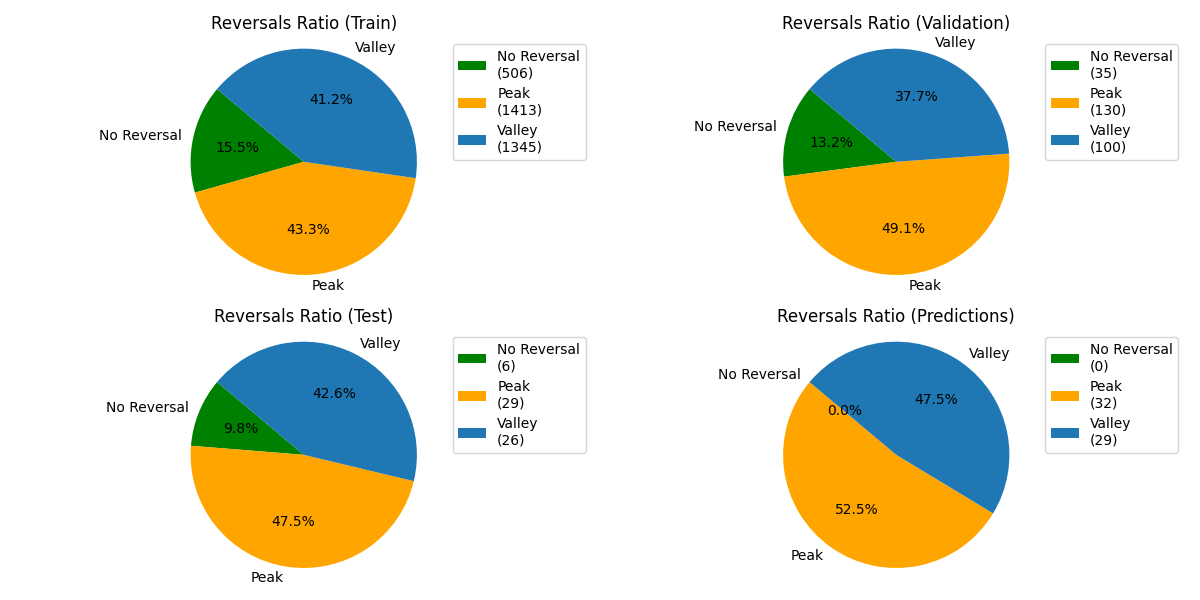 Reversals Ratio (Train)
Valley
41.2%
No Reversal
15.5%
43.3%
Peak
No Reversal
(506)
Peak
(1413)
Valley
(1345)
Reversals Ratio (Validation)
Valley
37.7%
No Reversal
13.2%
49.1%
Peak
No Reversal
(35)
Peak
(130)
Valley
(100)
Reversals Ratio (Test)
Valley
42.6%
No Reversal
9.8%
47.5%
Peak
No Reversal
(6)
Peak
(29)
Valley
(26)
Reversals Ratio (Predictions)
Valley
No Reversal
47.5%
0.0%
52.5%
Peak
No Reversal
(0)
Peak
(32)
Valley
(29)